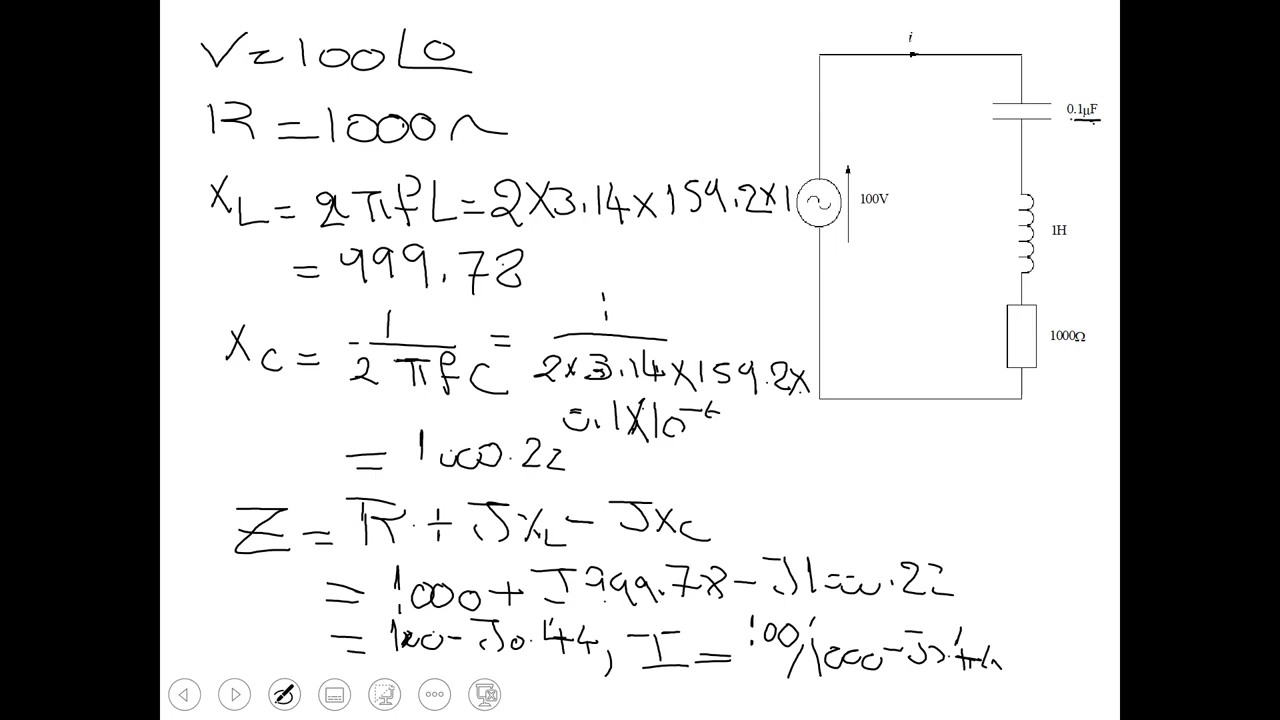 V=100∠0
R=1000Ω
XL=2πfL=2×3.14×159.2×1
=999.78
XC=1/2πfC=1/2×3.14×159.2×
0.1×10⁻⁶
=1000.22
Z=R+JXL-JXC
=1000+J999.78-J1000.22
=1000-J0.44, I=100/1000-J0.44
i
0.1µF
100V
1H
1000Ω